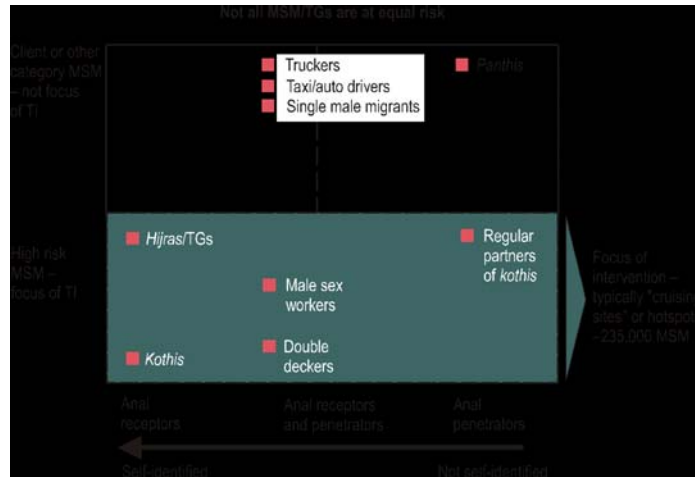 Not all MSM/TGs are at equal risk
Client or other
category MSM
– not focus
of TI
Truckers
Taxi/auto drivers
Single male migrants
Panthis
High risk
MSM –
focus of TI
Hijras/TGs
Male sex
workers
Regular
partners
of kothis
Kothis
Double
deckers
Focus of
intervention –
typically "cruising
sites" or hotspot
~235,000 MSM
Anal
receptors
Anal receptors
and penetrators
Anal
penetrators
Self-identified
Not self-identified